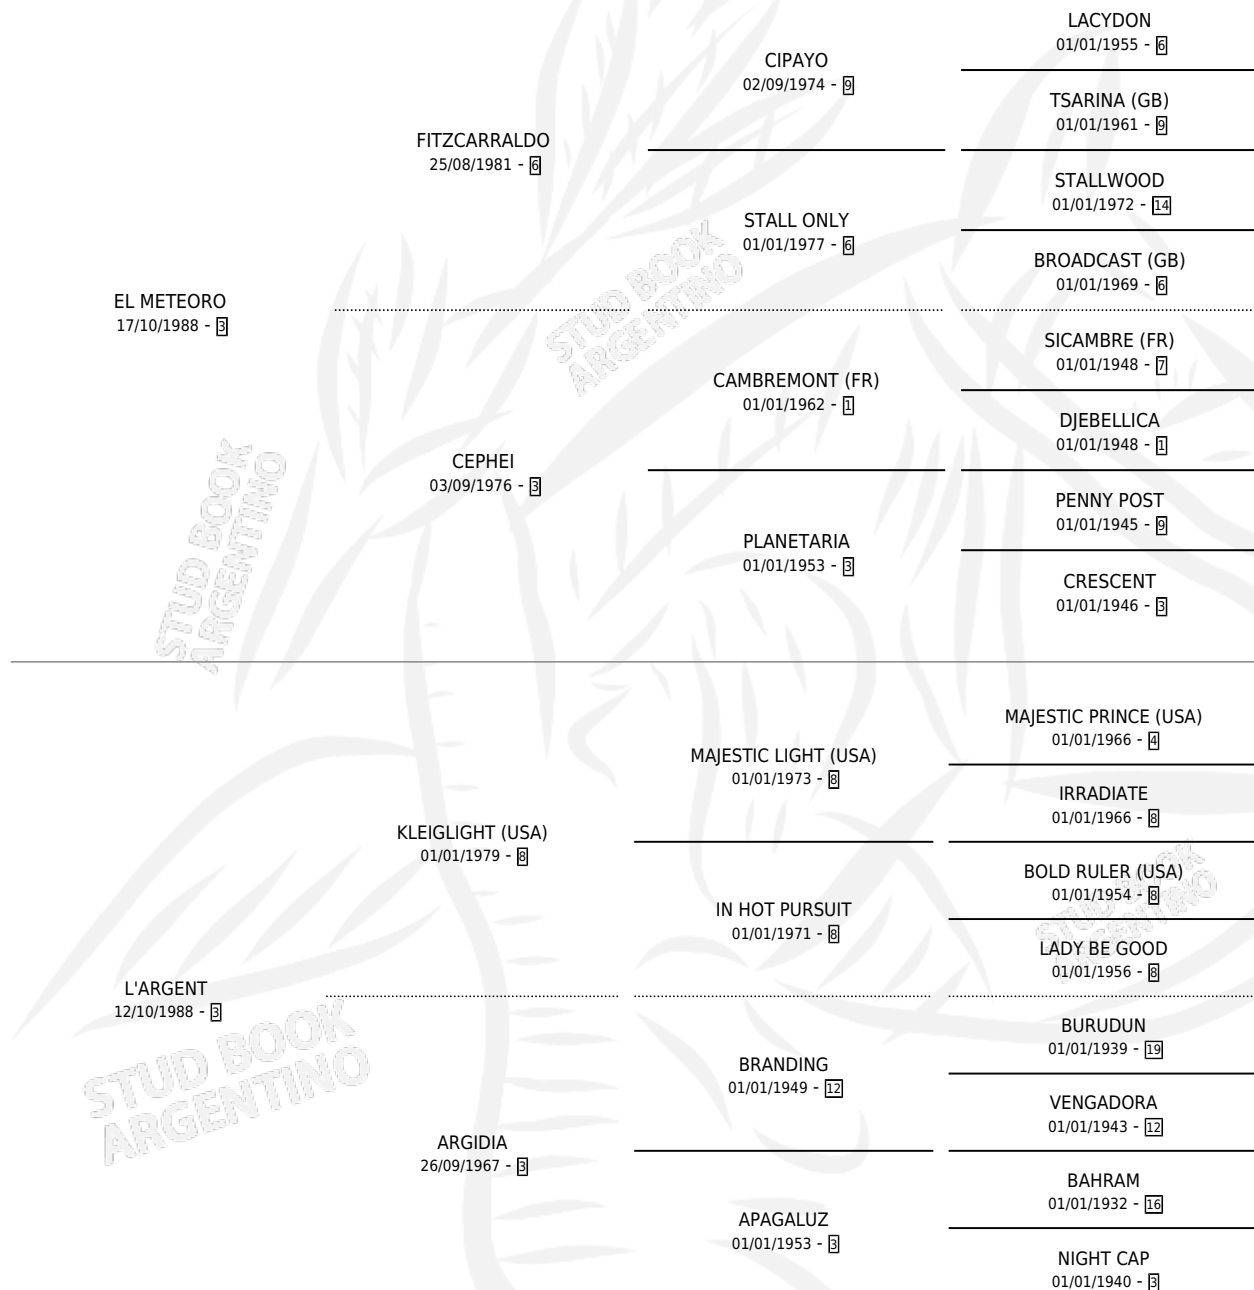 LACYDON
01/01/1955 - 6
CIPAYO
02/09/1974 - 9
TSARINA (GB)
01/01/1961 - 9
FITZCARRALDO
25/08/1981 - 6
STALLWOOD
01/01/1972 - 14
STALL ONLY
01/01/1977 - 6
BROADCAST (GB)
01/01/1969 - 6
EL METEORO
17/10/1988 - 3
STUD BOOK
ARGENTINO
SICAMBRE (FR)
01/01/1948 - 7
CAMBREMONT (FR)
01/01/1962 - 1
DJEBELLICA
01/01/1948 - 1
CEPHEI
03/09/1976 - 3
PENNY POST
01/01/1945 - 9
PLANETARIA
01/01/1953 - 3
CRESCENT
01/01/1946 - 3
STUD BOOK
ARGENTINO
MAJESTIC PRINCE (USA)
01/01/1966 - 4
MAJESTIC LIGHT (USA)
01/01/1973 - 8
IRRADIATE
01/01/1966 - 8
KLEIGLIGHT (USA)
01/01/1979 - 8
BOLD RULER (USA)
01/01/1954 - 8
IN HOT PURSUIT
01/01/1971 - 8
LADY BE GOOD
01/01/1956 - 8
STUD BOOK
ARGENTINO
L'ARGENT
12/10/1988 - 3
STUD BOOK
ARGENTINO
BURUDUN
01/01/1939 - 19
BRANDING
01/01/1949 - 12
VENGADORA
01/01/1943 - 12
ARGIDIA
26/09/1967 - 3
BAHRAM
01/01/1932 - 16
APAGALUZ
01/01/1953 - 3
NIGHT CAP
01/01/1940 - 3